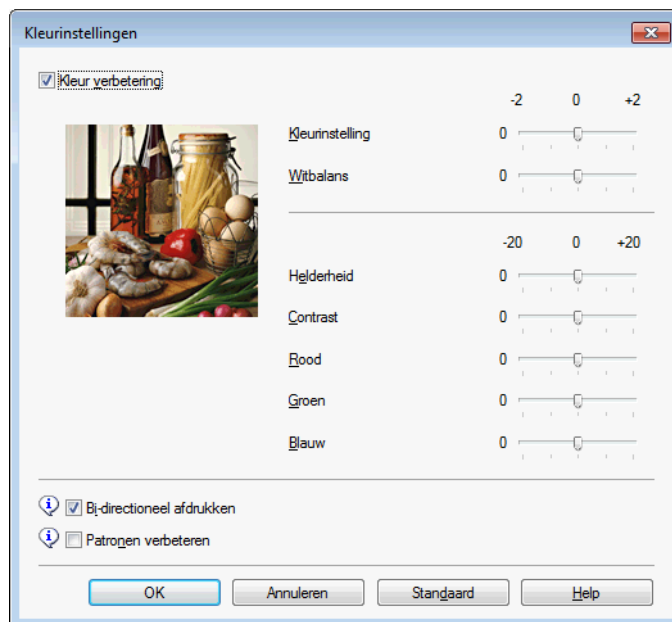 Kleurinstellingen
Kleur verbetering
-2 0 +2
Kleurinstelling 0
Witbalans 0
-20 0 +20
Helderheid 0
Contrast 0
Rood 0
Groen 0
Blauw 0
Bi-directioneel afdrukken
Patronen verbeteren
OK Annuleren Standaard Help